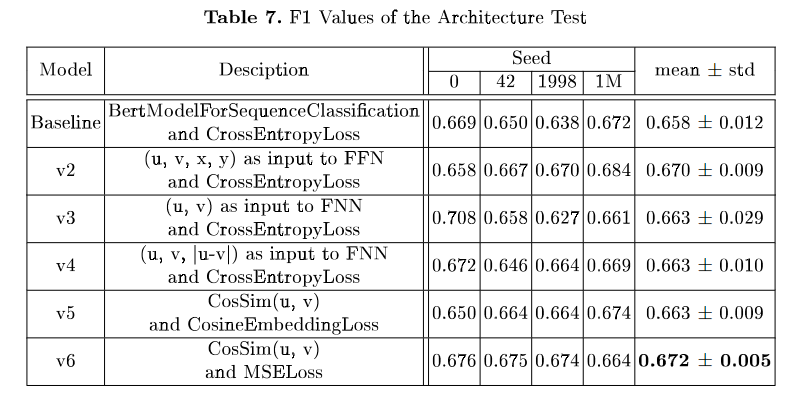 Table 7. F1 Values of the Architecture Test
Model Desciption Seed mean ± std
0 42 1998 1M
Baseline BertModelForSequenceClassification and CrossEntropyLoss 0.669 0.650 0.638 0.672 0.658 ± 0.012
v2 (u, v, x, y) as input to FFN and CrossEntropyLoss 0.658 0.667 0.670 0.684 0.670 ± 0.009
v3 (u, v) as input to FNN and CrossEntropyLoss 0.708 0.658 0.627 0.661 0.663 ± 0.029
v4 (u, v, |u-v|) as input to FNN and CrossEntropyLoss 0.672 0.646 0.664 0.669 0.663 ± 0.010
v5 CosSim(u, v) and CosineEmbeddingLoss 0.650 0.664 0.664 0.674 0.663 ± 0.009
v6 CosSim(u, v) and MSELoss 0.676 0.675 0.674 0.664 0.672 ± 0.005